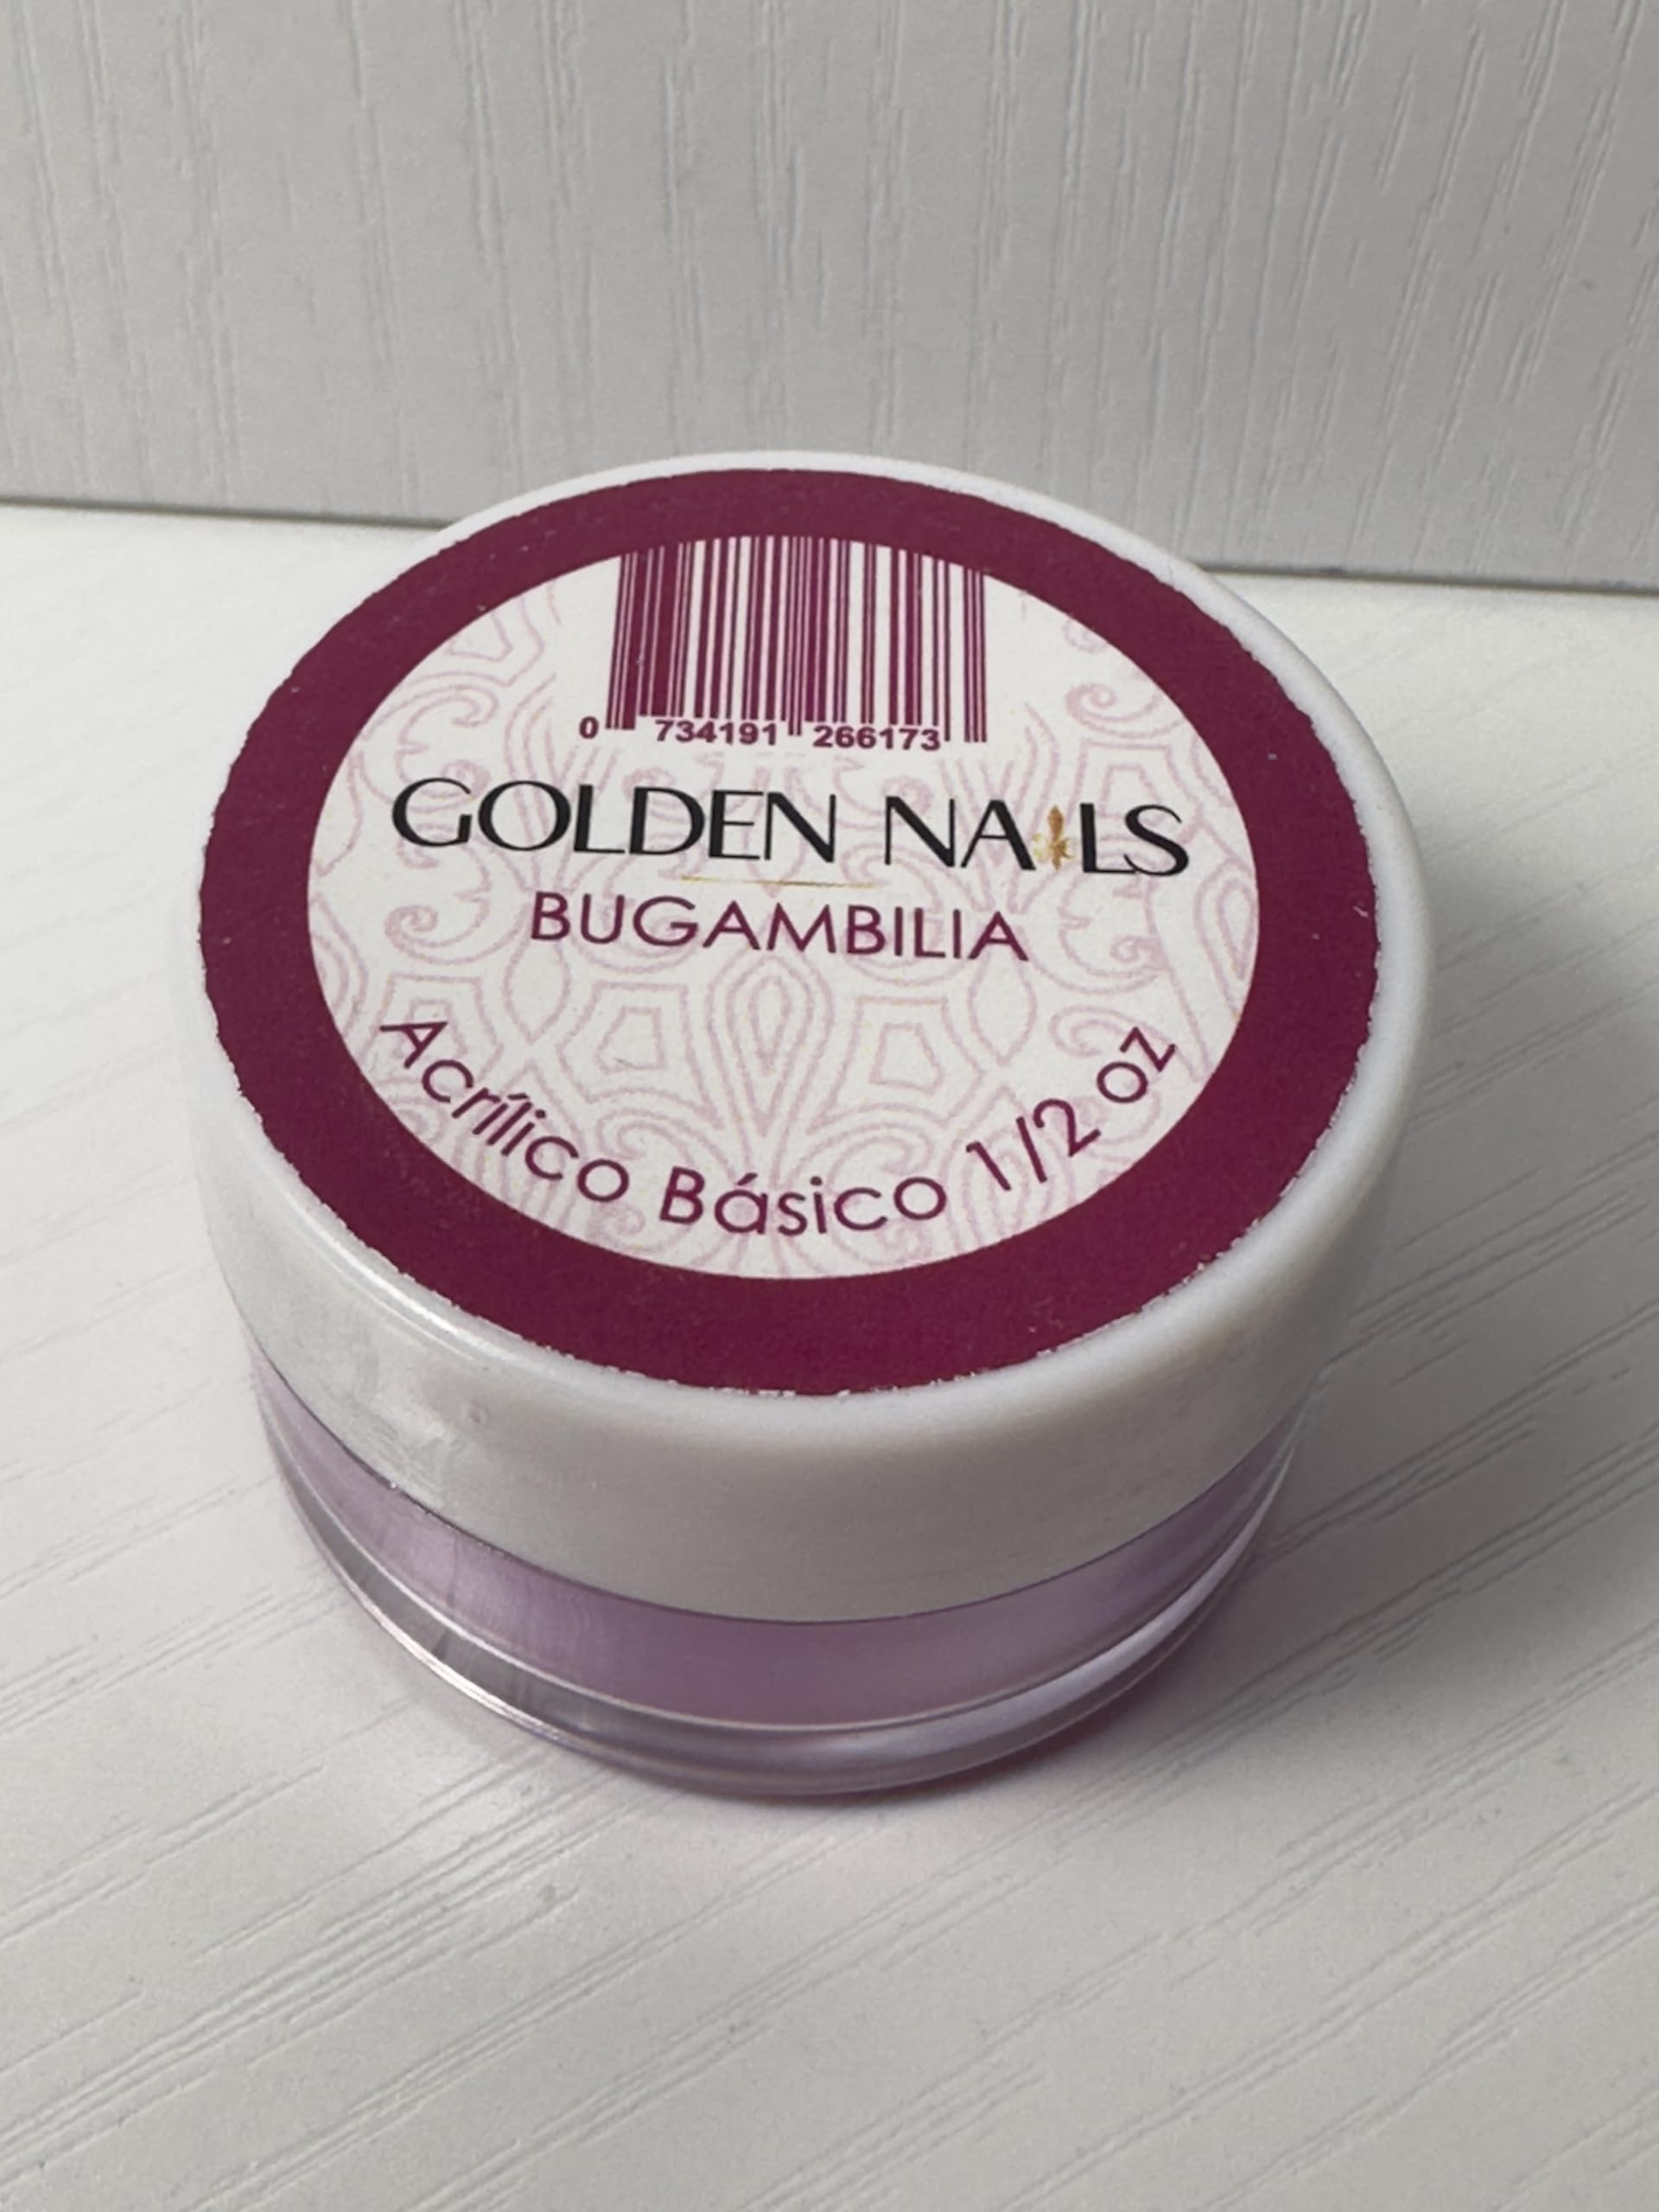 0 734191 266173
GOLDEN NAILS
BUGAMBILIA
Acrílico Básico 1/2 oz